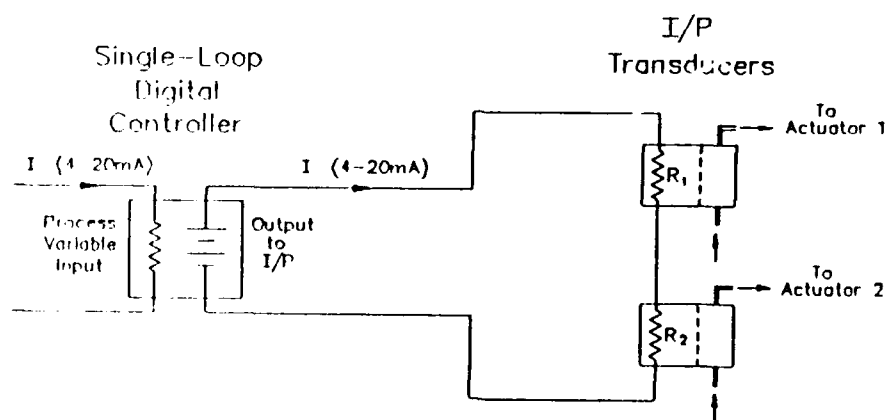 I/P
Transducers
Single-Loop
Digital
Controller
To
Actuator 1
I (4-20mA)
I (4-20mA)
R1
Process
Variable
Input
Output
to
I/P
To
Actuator 2
R2